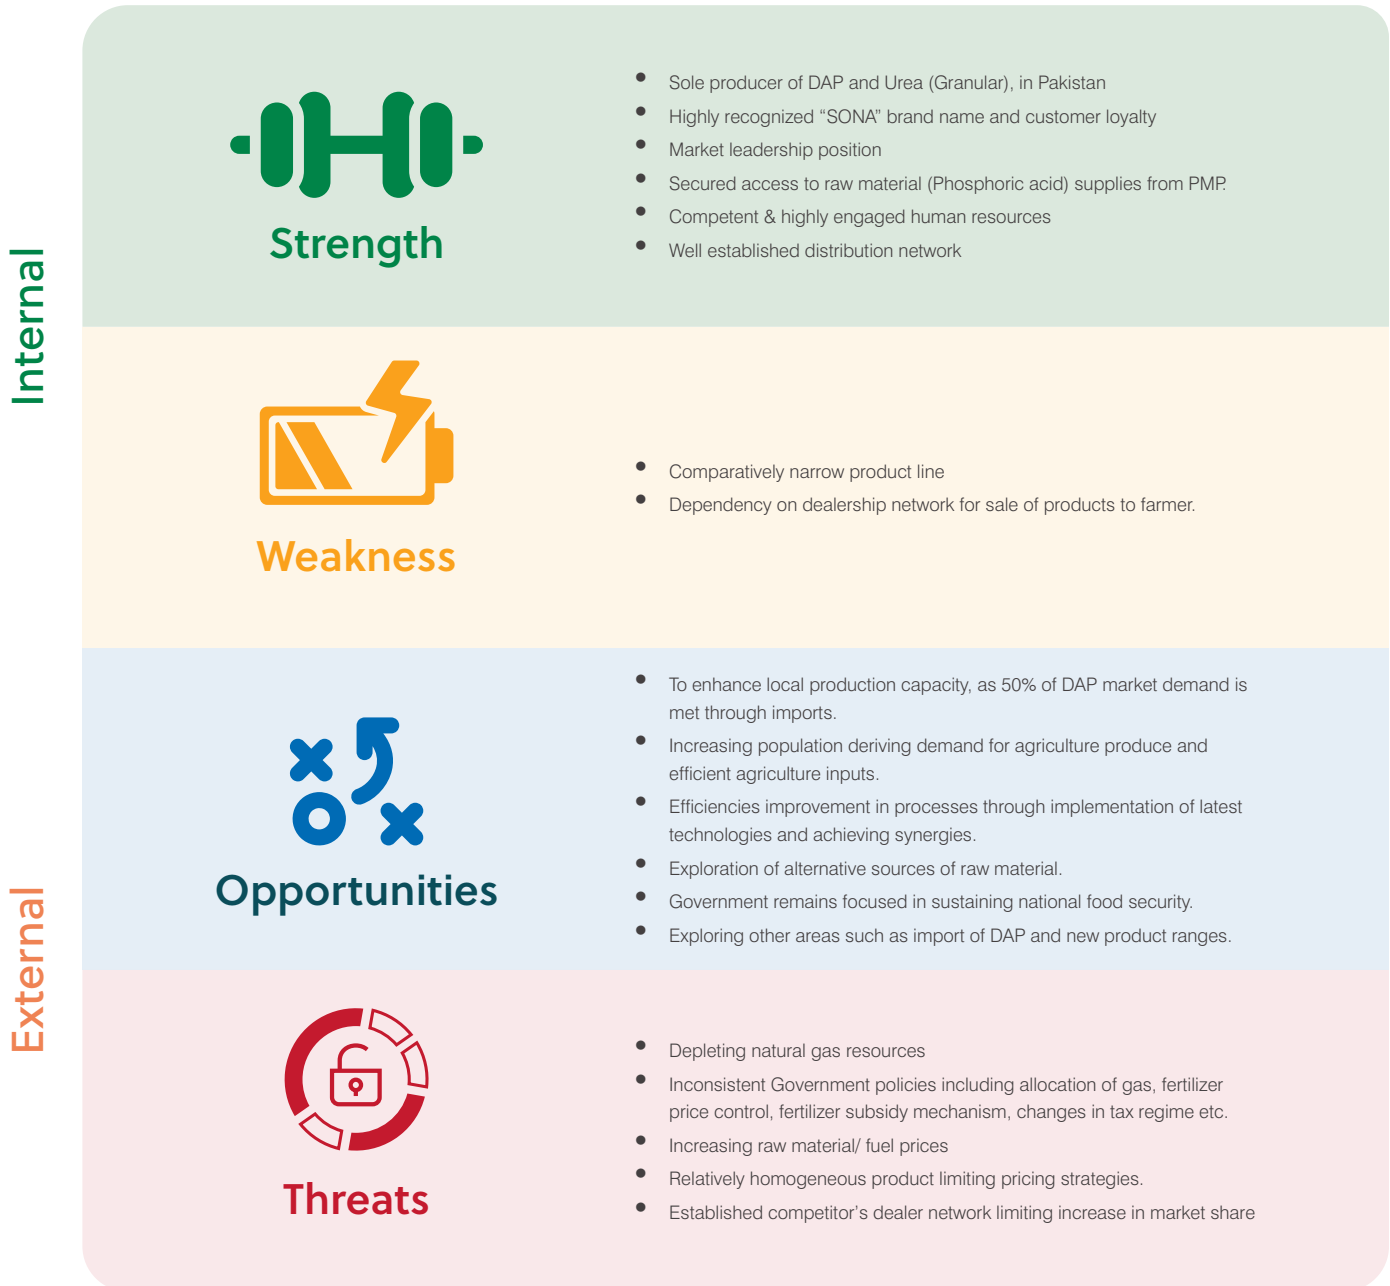 Internal
Strength
• Sole producer of DAP and Urea (Granular), in Pakistan
• Highly recognized “SONA” brand name and customer loyalty
• Market leadership position
• Secured access to raw material (Phosphoric acid) supplies from PMP.
• Competent & highly engaged human resources
• Well established distribution network
Weakness
• Comparatively narrow product line
• Dependency on dealership network for sale of products to farmer.
External
Opportunities
• To enhance local production capacity, as 50% of DAP market demand is
met through imports.
• Increasing population deriving demand for agriculture produce and
efficient agriculture inputs.
• Efficiencies improvement in processes through implementation of latest
technologies and achieving synergies.
• Exploration of alternative sources of raw material.
• Government remains focused in sustaining national food security.
• Exploring other areas such as import of DAP and new product ranges.
Threats
• Depleting natural gas resources
• Inconsistent Government policies including allocation of gas, fertilizer
price control, fertilizer subsidy mechanism, changes in tax regime etc.
• Increasing raw material/ fuel prices
• Relatively homogeneous product limiting pricing strategies.
• Established competitor’s dealer network limiting increase in market share